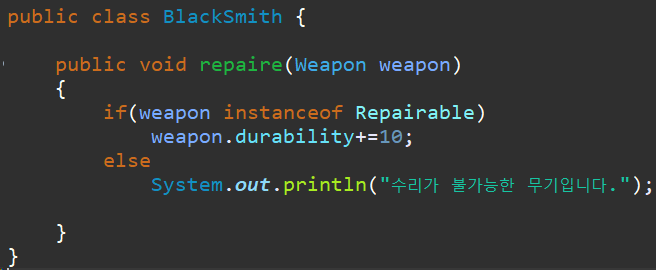 public class BlackSmith {
public void repaire(Weapon weapon)
{
if(weapon instanceof Repairable)
weapon.durability+=10;
else
System.out.println("수리가 불가능한 무기입니다.");
}
}